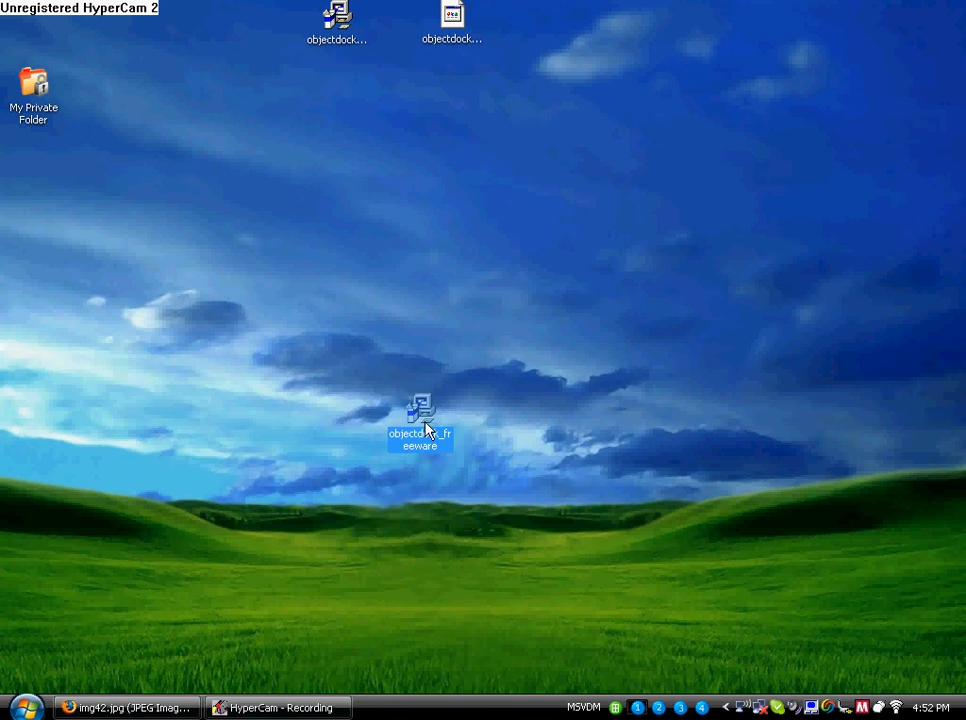 Unregistered HyperCam 2
objectdock...
objectdock...
My Private
Folder
objectdock_fr
eeware
img42.jpg (JPEG Imag...
HyperCam - Recording
MSVDM
1
2
3
4
4:52 PM